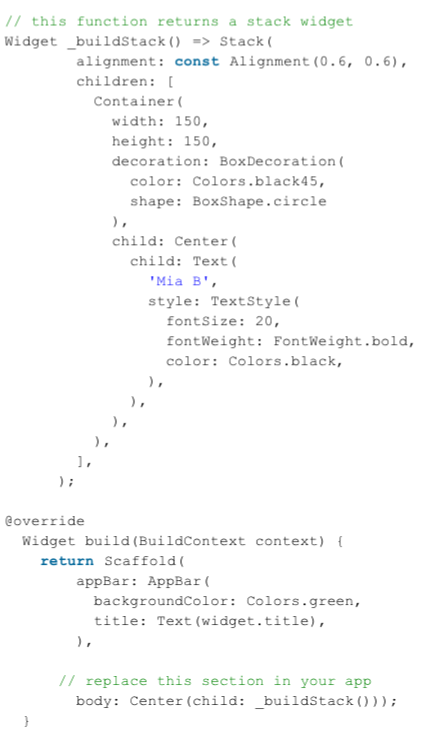 // this function returns a stack widget
Widget _buildStack() => Stack(
        alignment: const Alignment(0.6, 0.6),
        children: [
          Container(
            width: 150,
            height: 150,
            decoration: BoxDecoration(
              color: Colors.black45,
              shape: BoxShape.circle
            ),
            child: Center(
              child: Text(
                'Mia B',
                style: TextStyle(
                  fontSize: 20,
                  fontWeight: FontWeight.bold,
                  color: Colors.black,
                ),
              ),
            ),
          ),
        ],
      );

@override
  Widget build(BuildContext context) {
    return Scaffold(
        appBar: AppBar(
          backgroundColor: Colors.green,
          title: Text(widget.title),
        ),

      // replace this section in your app
        body: Center(child: _buildStack()));
  }